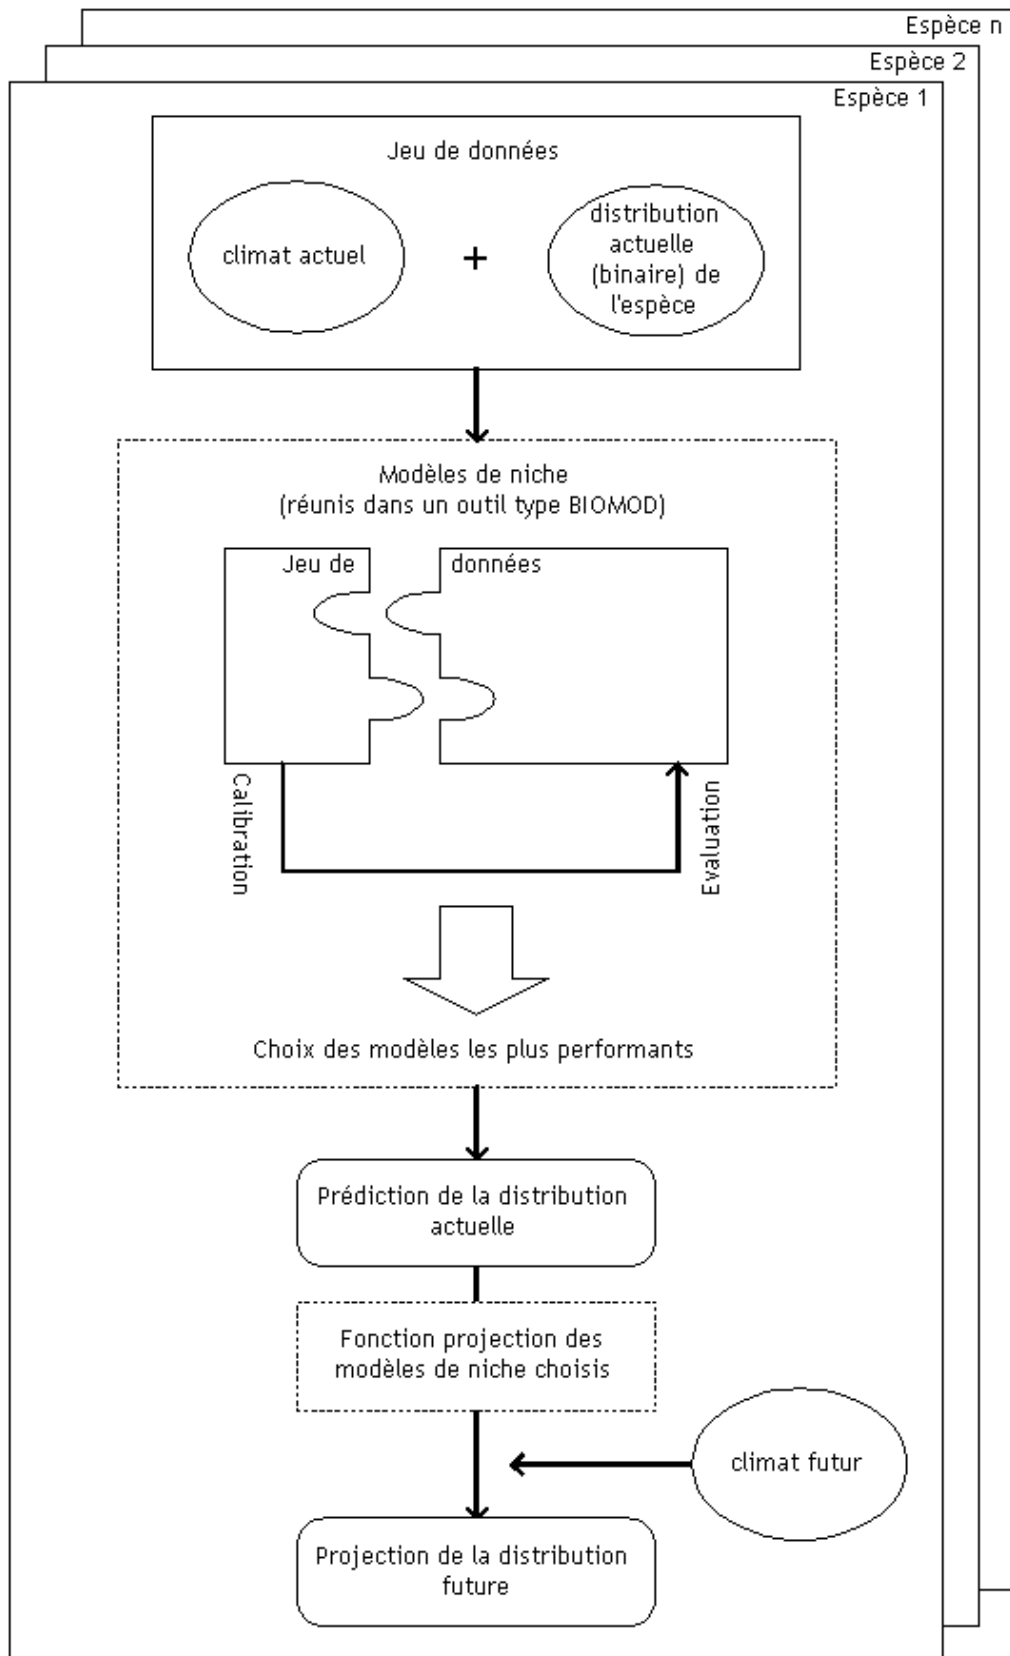 Espèce n
Espèce 2
Espèce 1
Jeu de données
climat actuel
+
distribution
actuelle
(binaire) de
l'espèce
Modèles de niche
(réunis dans un outil type BIOMOD)
Jeu de
données
Calibration
Evaluation
Choix des modèles les plus performants
Prédiction de la distribution
actuelle
Fonction projection des
modèles de niche choisis
climat futur
Projection de la distribution
future